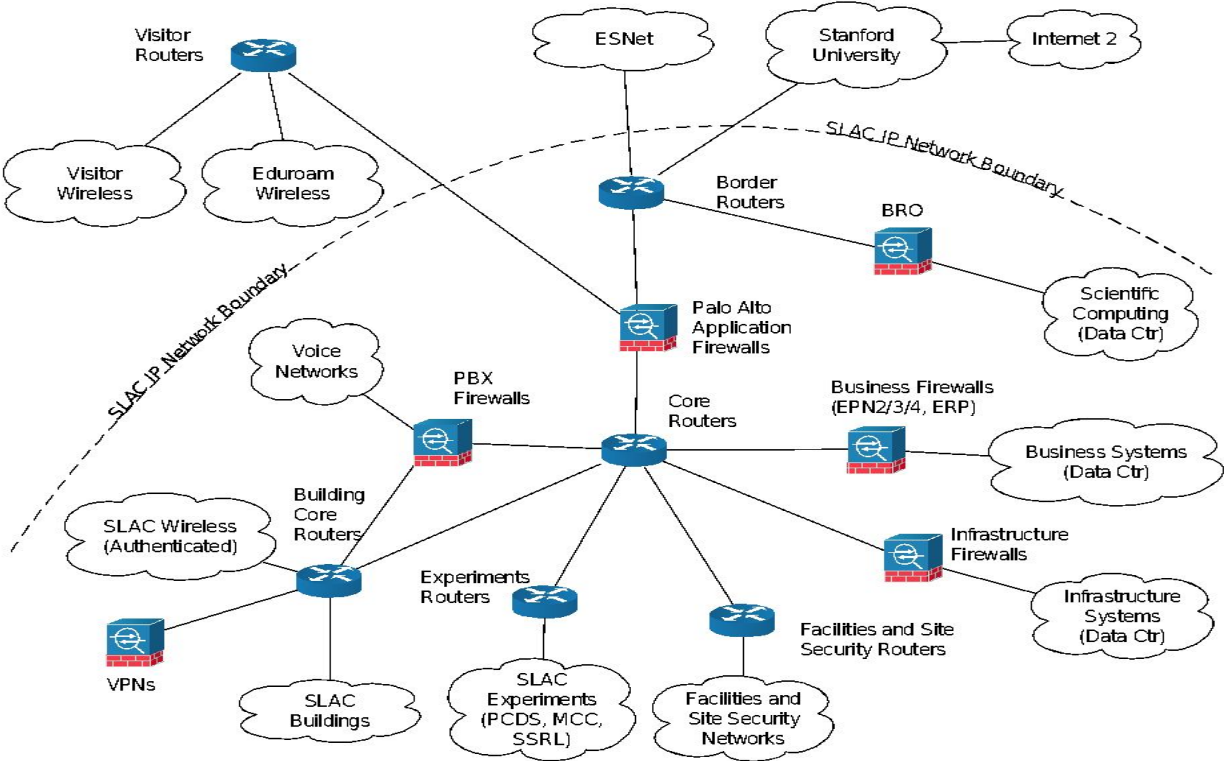 Visitor
Routers
ESNet
Stanford
University
Internet 2
SLAC IP Network Boundary
Visitor
Wireless
Eduroam
Wireless
Border
Routers
BRO
SLAC IP Network Boundary
Scientific
Computing
(Data Ctr)
Palo Alto
Application
Firewalls
Voice
Networks
PBX
Firewalls
Core
Routers
Business Firewalls
(EPN2/3/4, ERP)
Business Systems
(Data Ctr)
Building
Core
Routers
SLAC Wireless
(Authenticated)
Experiments
Routers
Infrastructure
Firewalls
Infrastructure
Systems
(Data Ctr)
Facilities and Site
Security Routers
VPNs
SLAC
Buildings
SLAC
Experiments
(PCDS, MCC,
SSRL)
Facilities and
Site Security
Networks